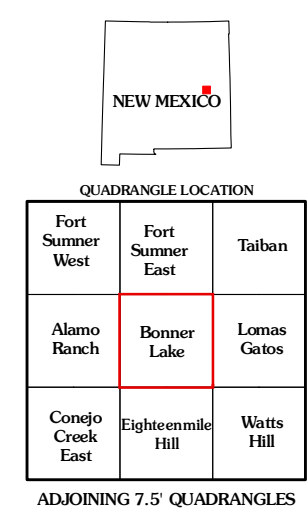 NEW MEXICO
QUADRANGLE LOCATION
Fort
Sumner
West
Fort
Sumner
East
Taiban
Alamo
Ranch
Bonner
Lake
Lomas
Gatos
Conejo
Creek
East
Eighteenmile
Hill
Watts
Hill
ADJOINING 7.5' QUADRANGLES